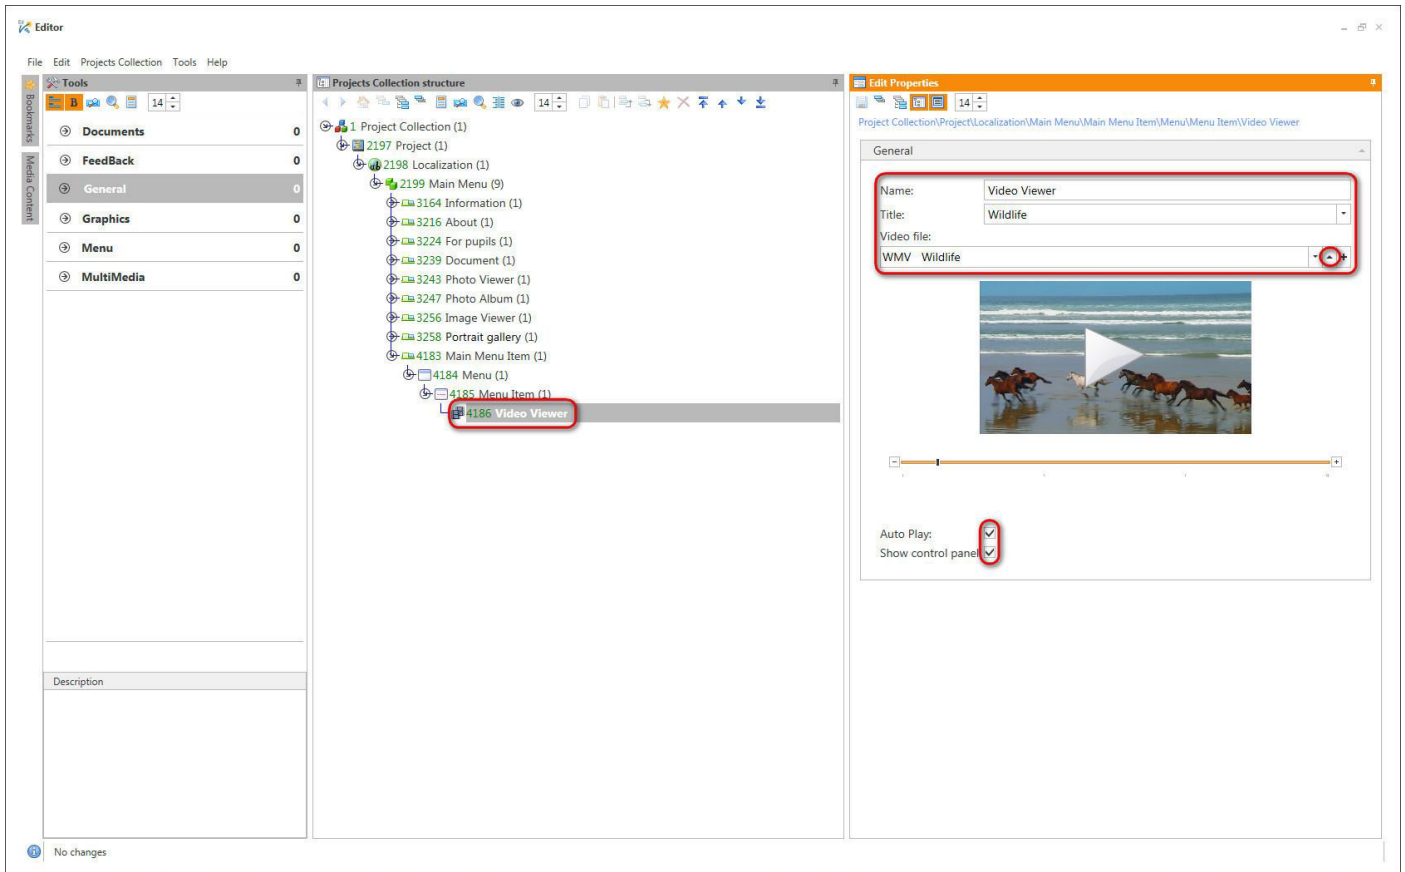 Editor
File Edit Projects Collection Tools Help
Bookmarks
Media Content
Tools
B 14
Documents 0
FeedBack 0
General 0
Graphics 0
Menu 0
MultiMedia 0
Description
Projects Collection structure
14
1 Project Collection (1)
2197 Project (1)
2198 Localization (1)
2199 Main Menu (9)
3164 Information (1)
3216 About (1)
3224 For pupils (1)
3239 Document (1)
3243 Photo Viewer (1)
3247 Photo Album (1)
3256 Image Viewer (1)
3258 Portrait gallery (1)
4183 Main Menu Item (1)
4184 Menu (1)
4185 Menu Item (1)
4186 Video Viewer
Edit Properties
14
Project Collection\Project\Localization\Main Menu\Main Menu Item\Menu\Menu Item\Video Viewer
General
Name: Video Viewer
Title: Wildlife
Video file:
WMV Wildlife
Auto Play:
Show control panel
No changes